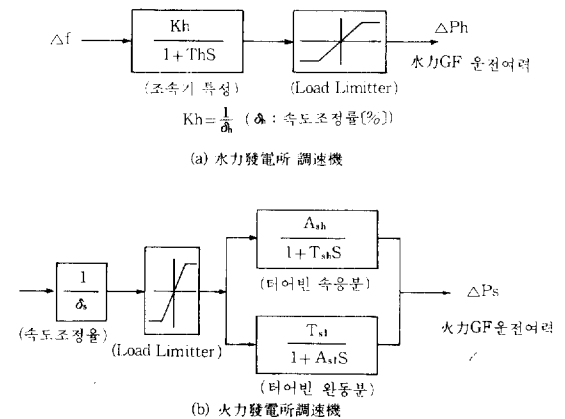 △f
Kh
1+ThS
△Ph
(조속기 특성)
(Load Limitter)
水力GF 운전여력
Kh=1/δh (δh : 속도조정률[%])
(a) 水力發電所 調速機
1
δs
Ash
1+TshS
(터어빈 속응분)
△Ps
(속도조정율)
(Load Limitter)
Tsl
1+AslS
火力GF운전여력
(터어빈 완동분)
(b) 火力發電所調速機